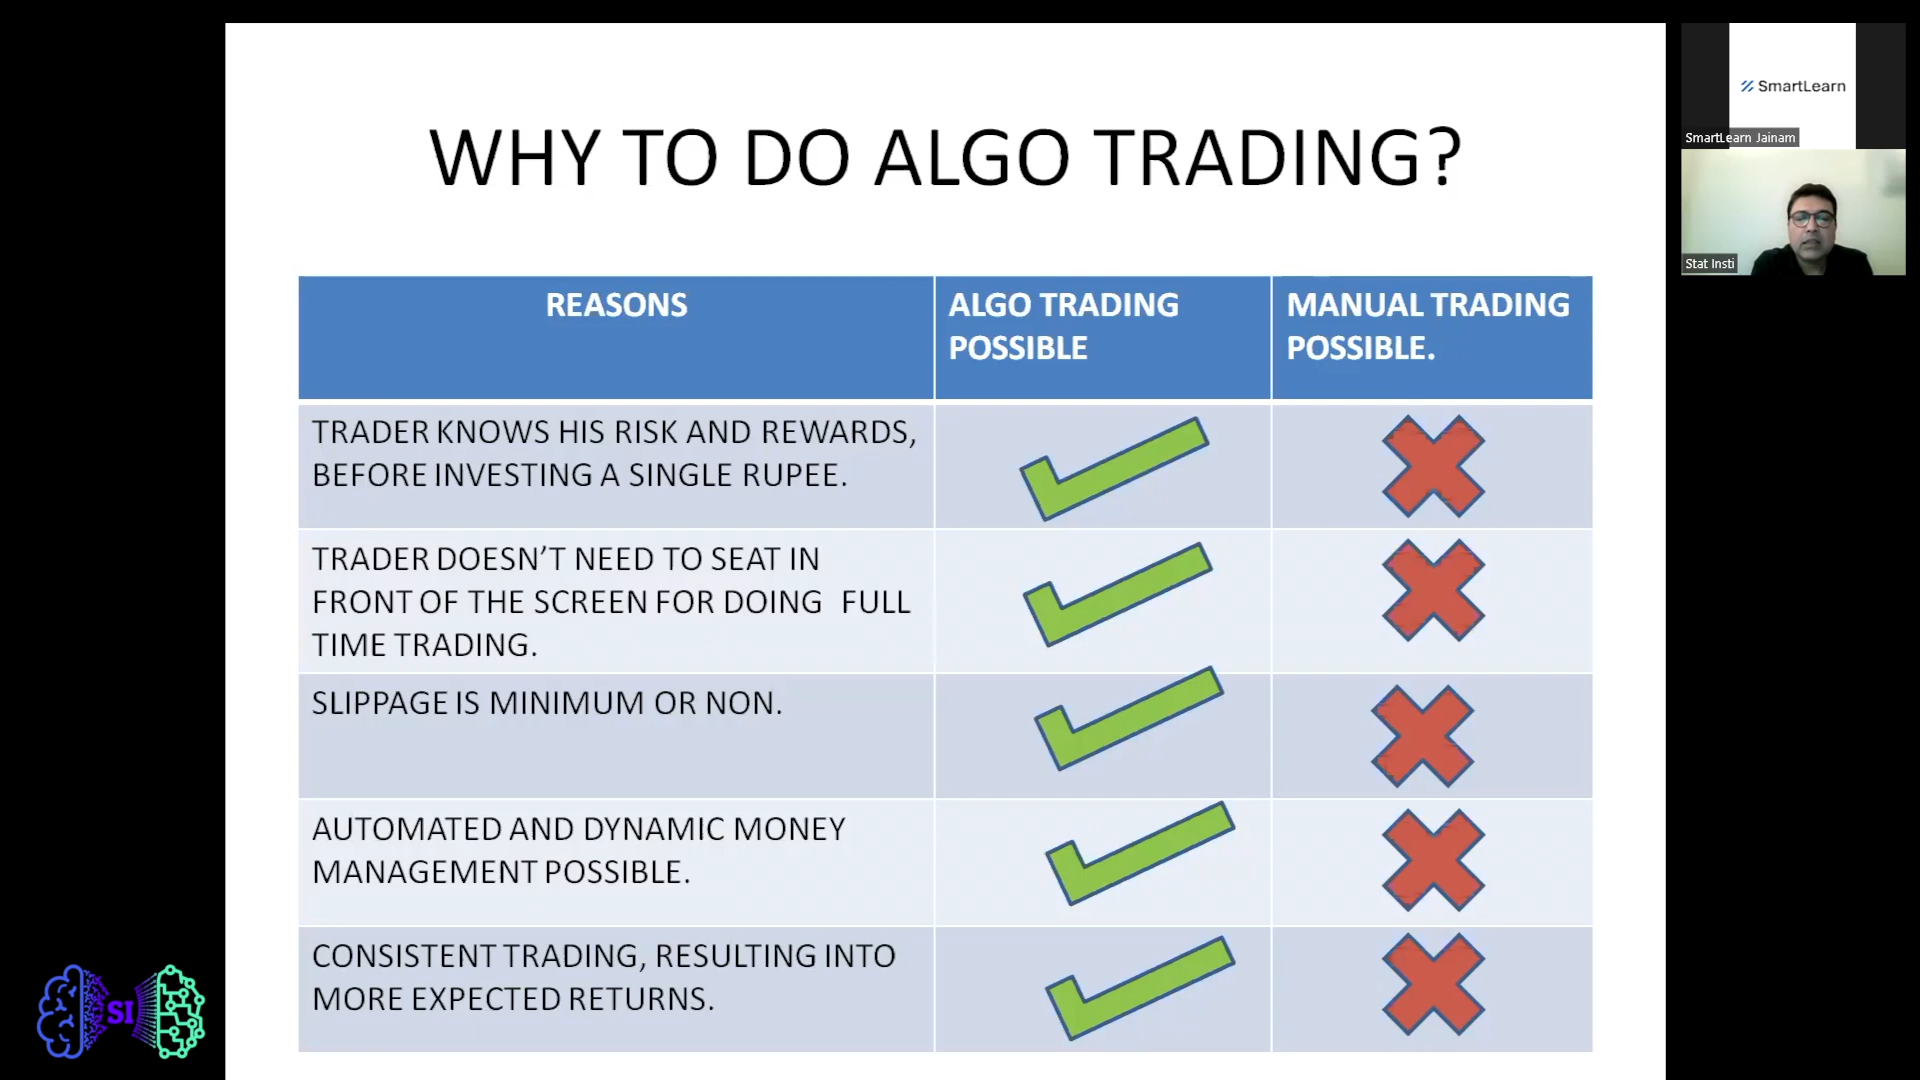 WHY TO DO ALGO TRADING?
REASONS
ALGO TRADING
POSSIBLE
MANUAL TRADING
POSSIBLE.
TRADER KNOWS HIS RISK AND REWARDS,
BEFORE INVESTING A SINGLE RUPEE.
TRADER DOESN’T NEED TO SEAT IN
FRONT OF THE SCREEN FOR DOING FULL
TIME TRADING.
SLIPPAGE IS MINIMUM OR NON.
AUTOMATED AND DYNAMIC MONEY
MANAGEMENT POSSIBLE.
CONSISTENT TRADING, RESULTING INTO
MORE EXPECTED RETURNS.
SmartLearn
SmartLearn Jainam
Stat Insti
SI